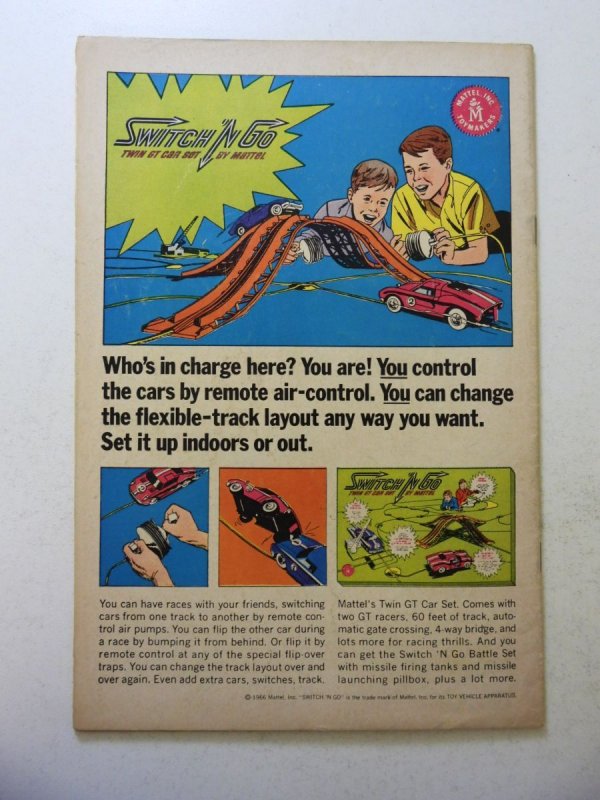 SWITCH 'N GO
TWIN GT CAR SET BY MATTEL
MATTEL, INC.
M
TOYMAKERS
2
Who's in charge here? You are! You control
the cars by remote air-control. You can change
the flexible-track layout any way you want.
Set it up indoors or out.
SWITCH 'N GO
TWIN GT CAR SET BY MATTEL
You can have races with your friends, switching
cars from one track to another by remote con-
trol air pumps. You can flip the other car during
a race by bumping it from behind. Or flip it by
remote control at any of the special flip-over
traps. You can change the track layout over and
over again. Even add extra cars, switches, track.
Mattel's Twin GT Car Set. Comes with
two GT racers, 60 feet of track, auto-
matic gate crossing, 4-way bridge, and
lots more for racing thrills. And you
can get the Switch 'N Go Battle Set
with missile firing tanks and missile
launching pillbox, plus a lot more.
© 1966 Mattel, Inc. "SWITCH 'N GO" is the trade mark of Mattel, Inc. for its TOY VEHICLE APPARATUS.